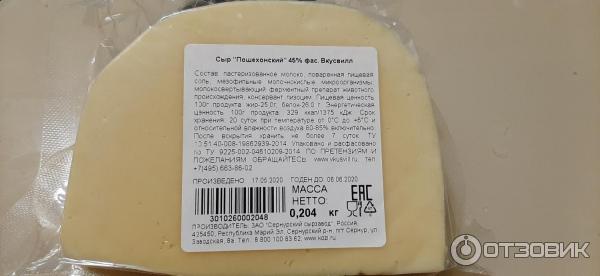 Сыр "Пошехонский" 45% фас. Вкусвилл
Состав: пастеризованное молоко, поваренная пищевая
соль, мезофильные молочнокислые микроорганизмы,
молокосвертывающий ферментный препарат животного
происхождения, консервант лизоцим. Пищевая ценность
100г продукта: жир-25,0г, белок-26,0 г. Энергетическая
ценность 100г продукта: 329 ккал/1375 кДж. Срок
хранения: 20 суток при температуре от 0°C до +6°C и
относительной влажности воздуха 80-85% включительно.
После вскрытия хранить не более 7 суток. ТУ
10.51.40-008-19862939-2014 Упаковано и расфасовано
по ТУ 9225-002-04610209-2014 ПО ПРЕТЕНЗИЯМ И
ПОЖЕЛАНИЯМ ОБРАЩАЙТЕСЬ: www.vkusvill.ru, тел.
+7(495) 663-86-02
ПРОИЗВЕДЕНО 17.05.2020 ГОДЕН ДО: 06.06.2020
МАССА
НЕТТО:
0,204 кг
EAC
3010260002048
ПРОИЗВОДИТЕЛЬ: ЗАО "Сернурский сырзавод", Россия,
425450, Республика Марий Эл, Сернурский р-н, пгт Сернур, ул.
Заводская, 8а. Тел. 8 800 100 83 62
ОТЗОВИК